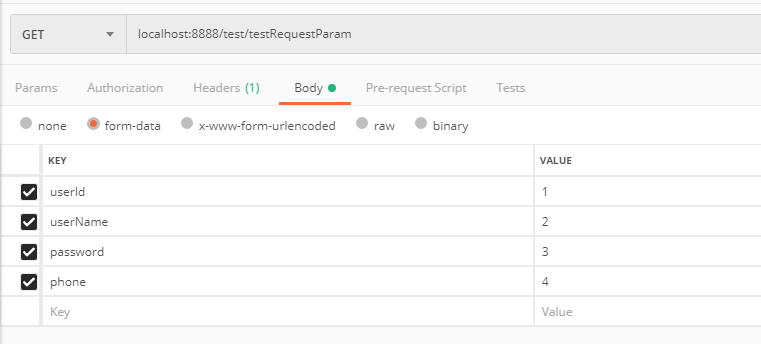 GET localhost:8888/test/testRequestParam
Params Authorization Headers (1) Body Pre-request Script Tests
none form-data x-www-form-urlencoded raw binary
KEY VALUE
userId 1
userName 2
password 3
phone 4
Key Value